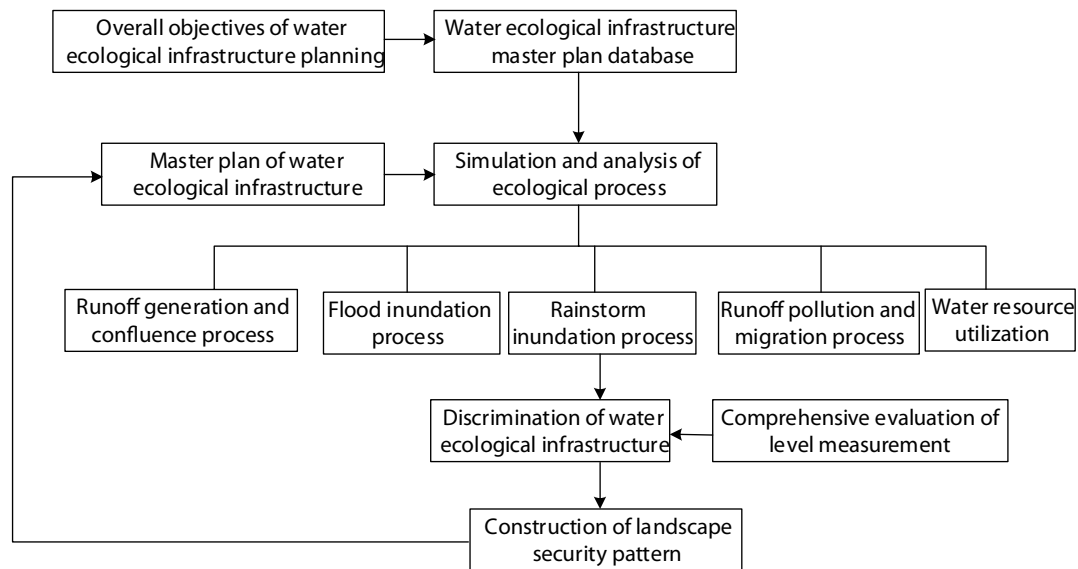 Overall objectives of water
ecological infrastructure planning
Water ecological infrastructure
master plan database
Master plan of water
ecological infrastructure
Simulation and analysis of
ecological process
Runoff generation and
confluence process
Flood inundation
process
Rainstorm
inundation process
Runoff pollution and
migration process
Water resource
utilization
Discrimination of water
ecological infrastructure
Comprehensive evaluation of
level measurement
Construction of landscape
security pattern